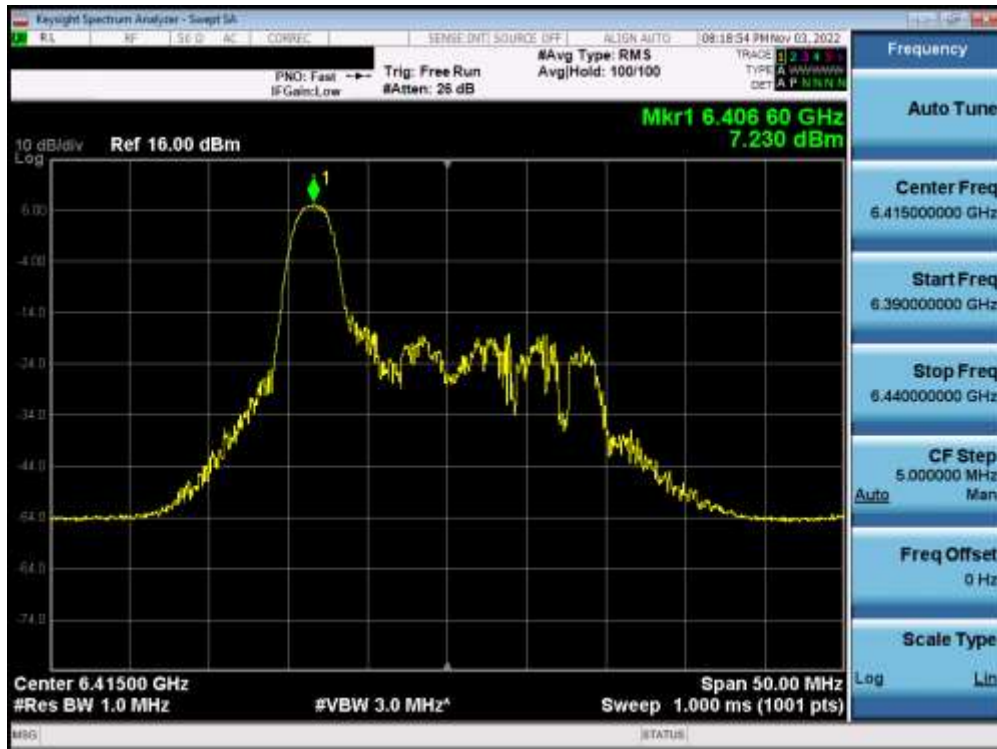 Keysight Spectrum Analyzer - Swept SA
RL RF 50 Ω AC CORREC SENSE:INT SOURCE OFF ALIGN AUTO 08:18:54 PM Nov 03, 2022
PNO: Fast
IFGain:Low
Trig: Free Run
#Atten: 26 dB
#Avg Type: RMS
Avg|Hold: 100/100
TRACE 1 2 3 4 5
TYPE A WWWWW
DET A P N N N N
Mkr1 6.406 60 GHz
7.230 dBm
10 dB/div Ref 16.00 dBm
Log
1
6.00
-4.00
-14.0
-24.0
-34.0
-44.0
-54.0
-64.0
-74.0
Center 6.41500 GHz Span 50.00 MHz
#Res BW 1.0 MHz #VBW 3.0 MHz* Sweep 1.000 ms (1001 pts)
MSG STATUS
Frequency
Auto Tune
Center Freq
6.415000000 GHz
Start Freq
6.390000000 GHz
Stop Freq
6.440000000 GHz
CF Step
5.000000 MHz
Auto Man
Freq Offset
0 Hz
Scale Type
Log Lin